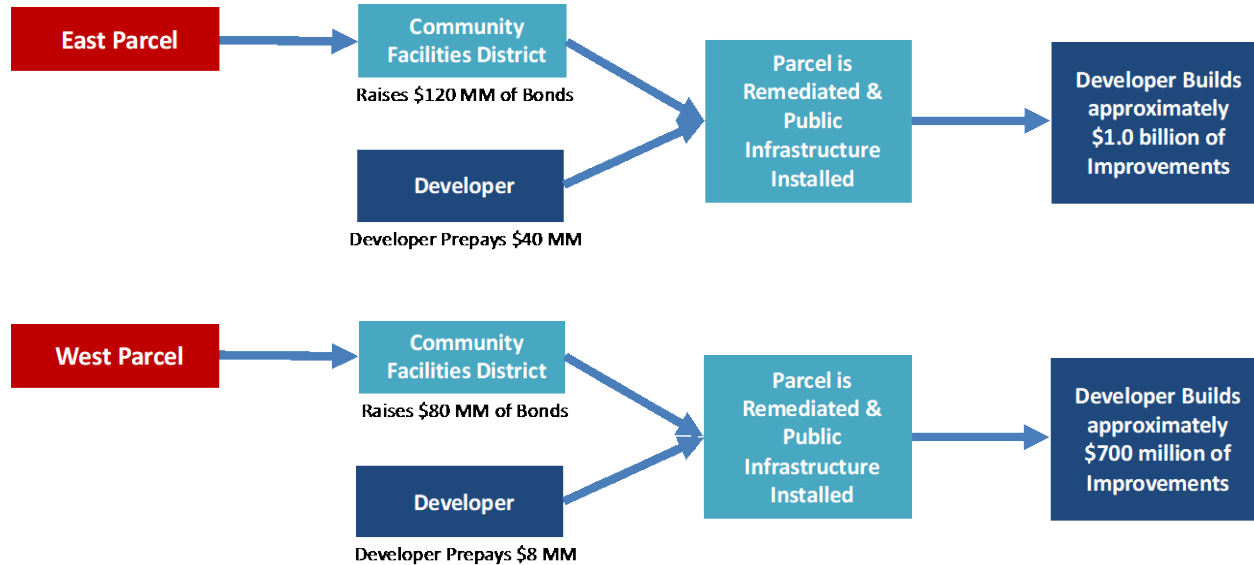 East Parcel
Community
Facilities District
Raises $120 MM of Bonds
Developer
Developer Prepays $40 MM
Parcel is
Remediated &
Public
Infrastructure
Installed
Developer Builds
approximately
$1.0 billion of
Improvements
West Parcel
Community
Facilities District
Raises $80 MM of Bonds
Developer
Developer Prepays $8 MM
Parcel is
Remediated &
Public
Infrastructure
Installed
Developer Builds
approximately
$700 million of
Improvements